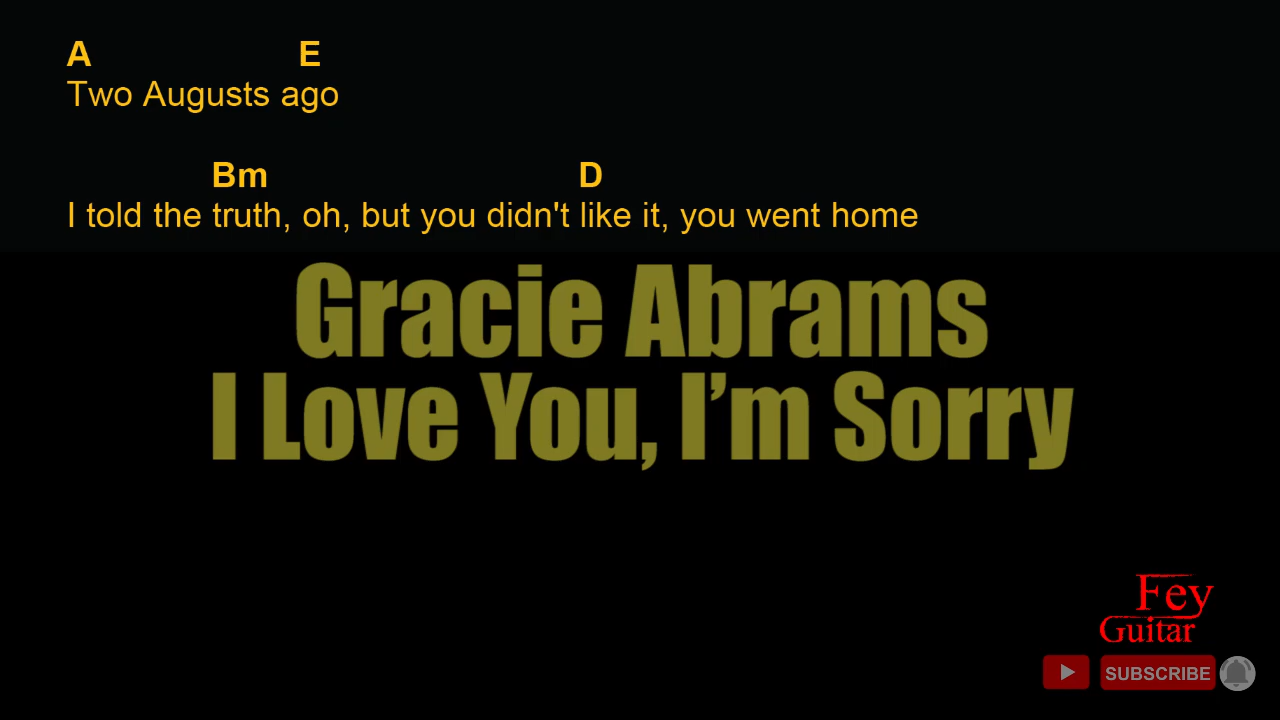 A E
Two Augusts ago
Bm D
I told the truth, oh, but you didn't like it, you went home
Gracie Abrams
I Love You, I’m Sorry
Fey
Guitar
SUBSCRIBE